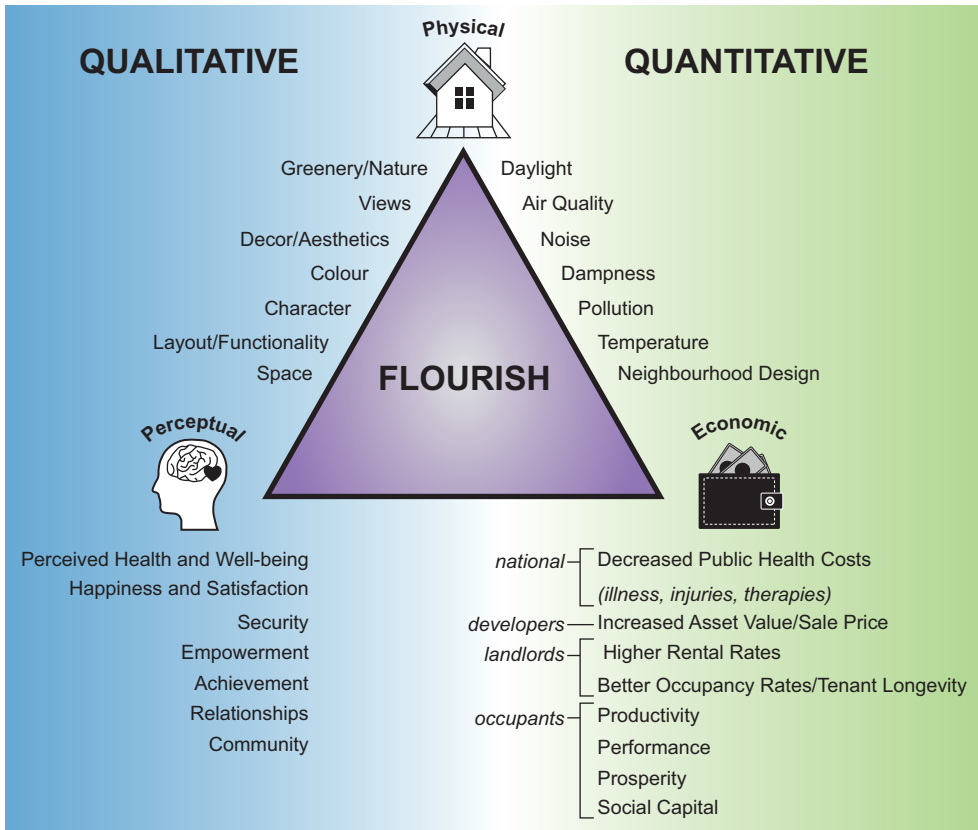 Physical
QUALITATIVE
QUANTITATIVE
Greenery/Nature
Daylight
Views
Air Quality
Decor/Aesthetics
Noise
Colour
Dampness
Character
Pollution
Layout/Functionality
Temperature
Space
FLOURISH
Neighbourhood Design
Perceptual
Economic
Perceived Health and Well-being
Happiness and Satisfaction
Security
Empowerment
Achievement
Relationships
Community
national
Decreased Public Health Costs
(illness, injuries, therapies)
developers
Increased Asset Value/Sale Price
landlords
Higher Rental Rates
Better Occupancy Rates/Tenant Longevity
occupants
Productivity
Performance
Prosperity
Social Capital